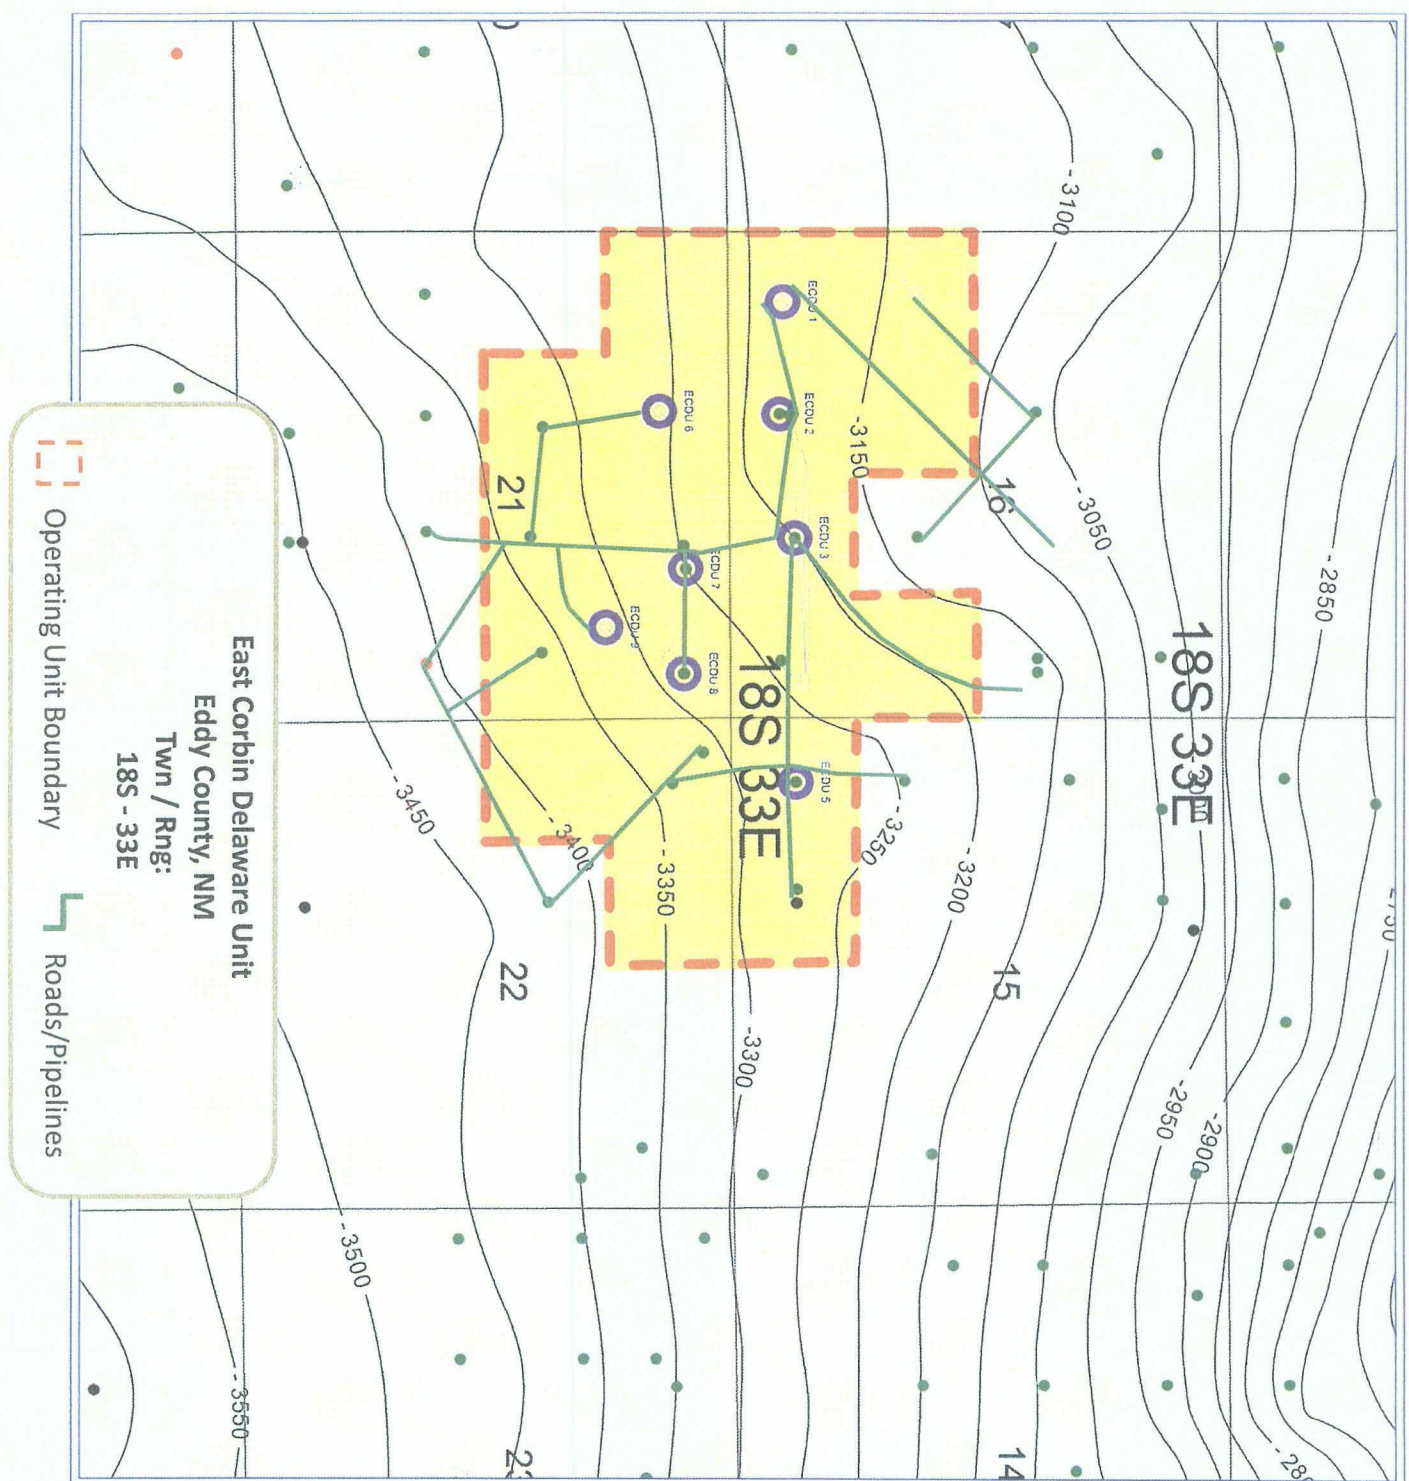 -2850
18S 33E
-2900
-2950
-3050
-3100
16
15
14
-3200
-3250
-3150
ECDU 1
ECDU 2
ECDU 3
ECDU 5
18S 33E
-3300
ECDU 6
ECDU 7
ECDU 8
-3350
ECDU 9
-3400
21
22
-3450
-3500
-3550
East Corbin Delaware Unit
Eddy County, NM
Twn / Rng:
18S - 33E
Operating Unit Boundary
Roads/Pipelines